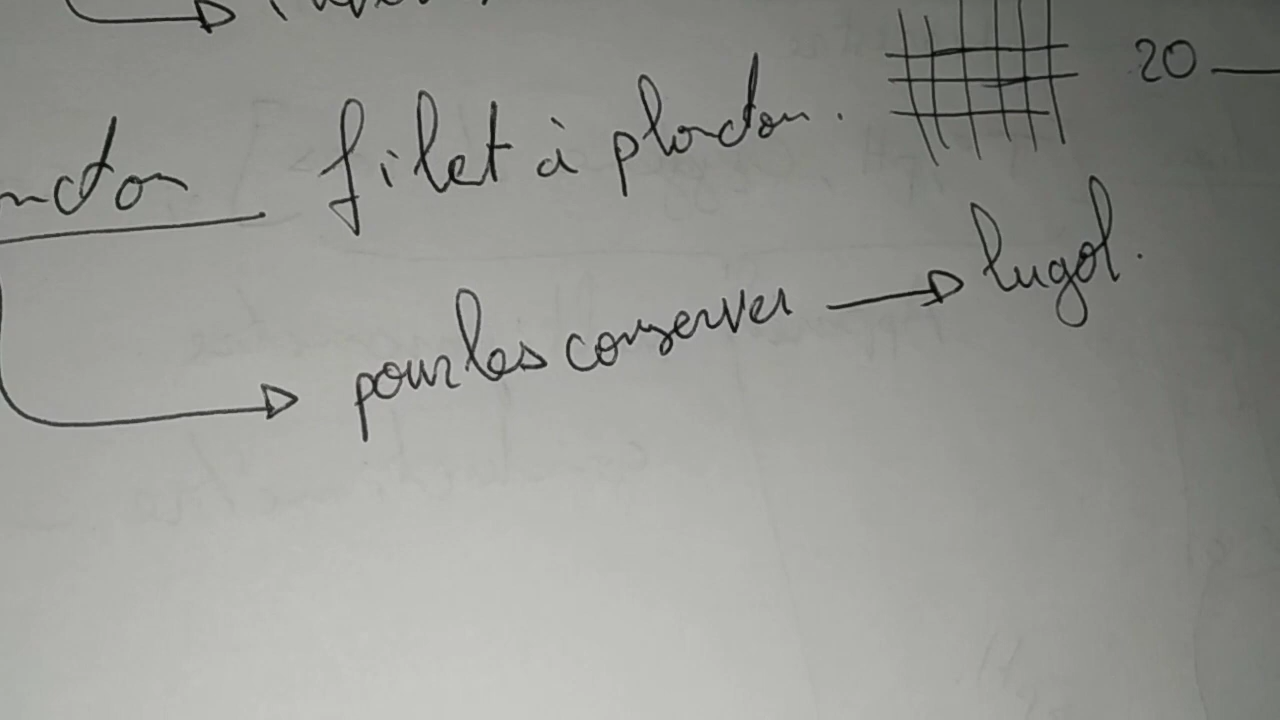 filet à plancton. 20
pour les conserver → lugol.